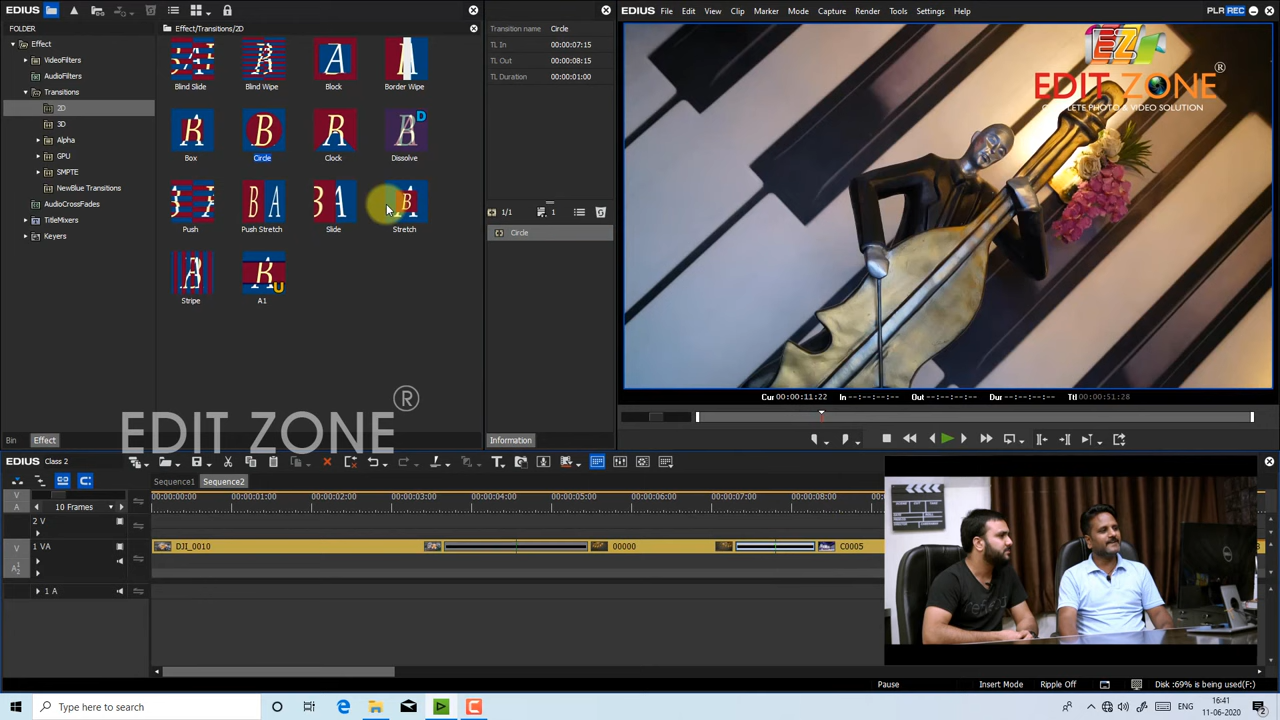 FOLDER
Effect
VideoFilters
AudioFilters
Transitions
2D
3D
Alpha
GPU
SMPTE
NewBlue Transitions
AudioCrossFades
TitleMixers
Keyers
Bin
Effect
Effect/Transitions/2D
Blind Slide
Blind Wipe
Block
Border Wipe
Box
Circle
Clock
Dissolve
Push
Push Stretch
Slide
Stretch
Stripe
A1
EDIT ZONE ®
Transition name Circle
TL In 00:00:07:15
TL Out 00:00:08:15
TL Duration 00:00:01:00
1/1
1
Circle
Information
EDIUS File Edit View Clip Marker Mode Capture Render Tools Settings Help
PLR REC
EZ
EDIT ZONE ®
COMPLETE PHOTO & VIDEO SOLUTION
Cur 00:00:11:22 In --:--:--:-- Out --:--:--:-- Dur --:--:--:-- Ttl 00:00:51:28
EDIUS Class 2
Sequence1
Sequence2
V
A
10 Frames
00:00:00:00 00:00:01:00 00:00:02:00 00:00:03:00 00:00:04:00 00:00:05:00 00:00:06:00 00:00:07:00 00:00:08:00
2 V
V
1 VA
DJI_0010
00000
C0005
1 A
DELL
Pause
Insert Mode
Ripple Off
Disk :69% is being used(F:)
Type here to search
ENG
16:41
11-06-2020
2